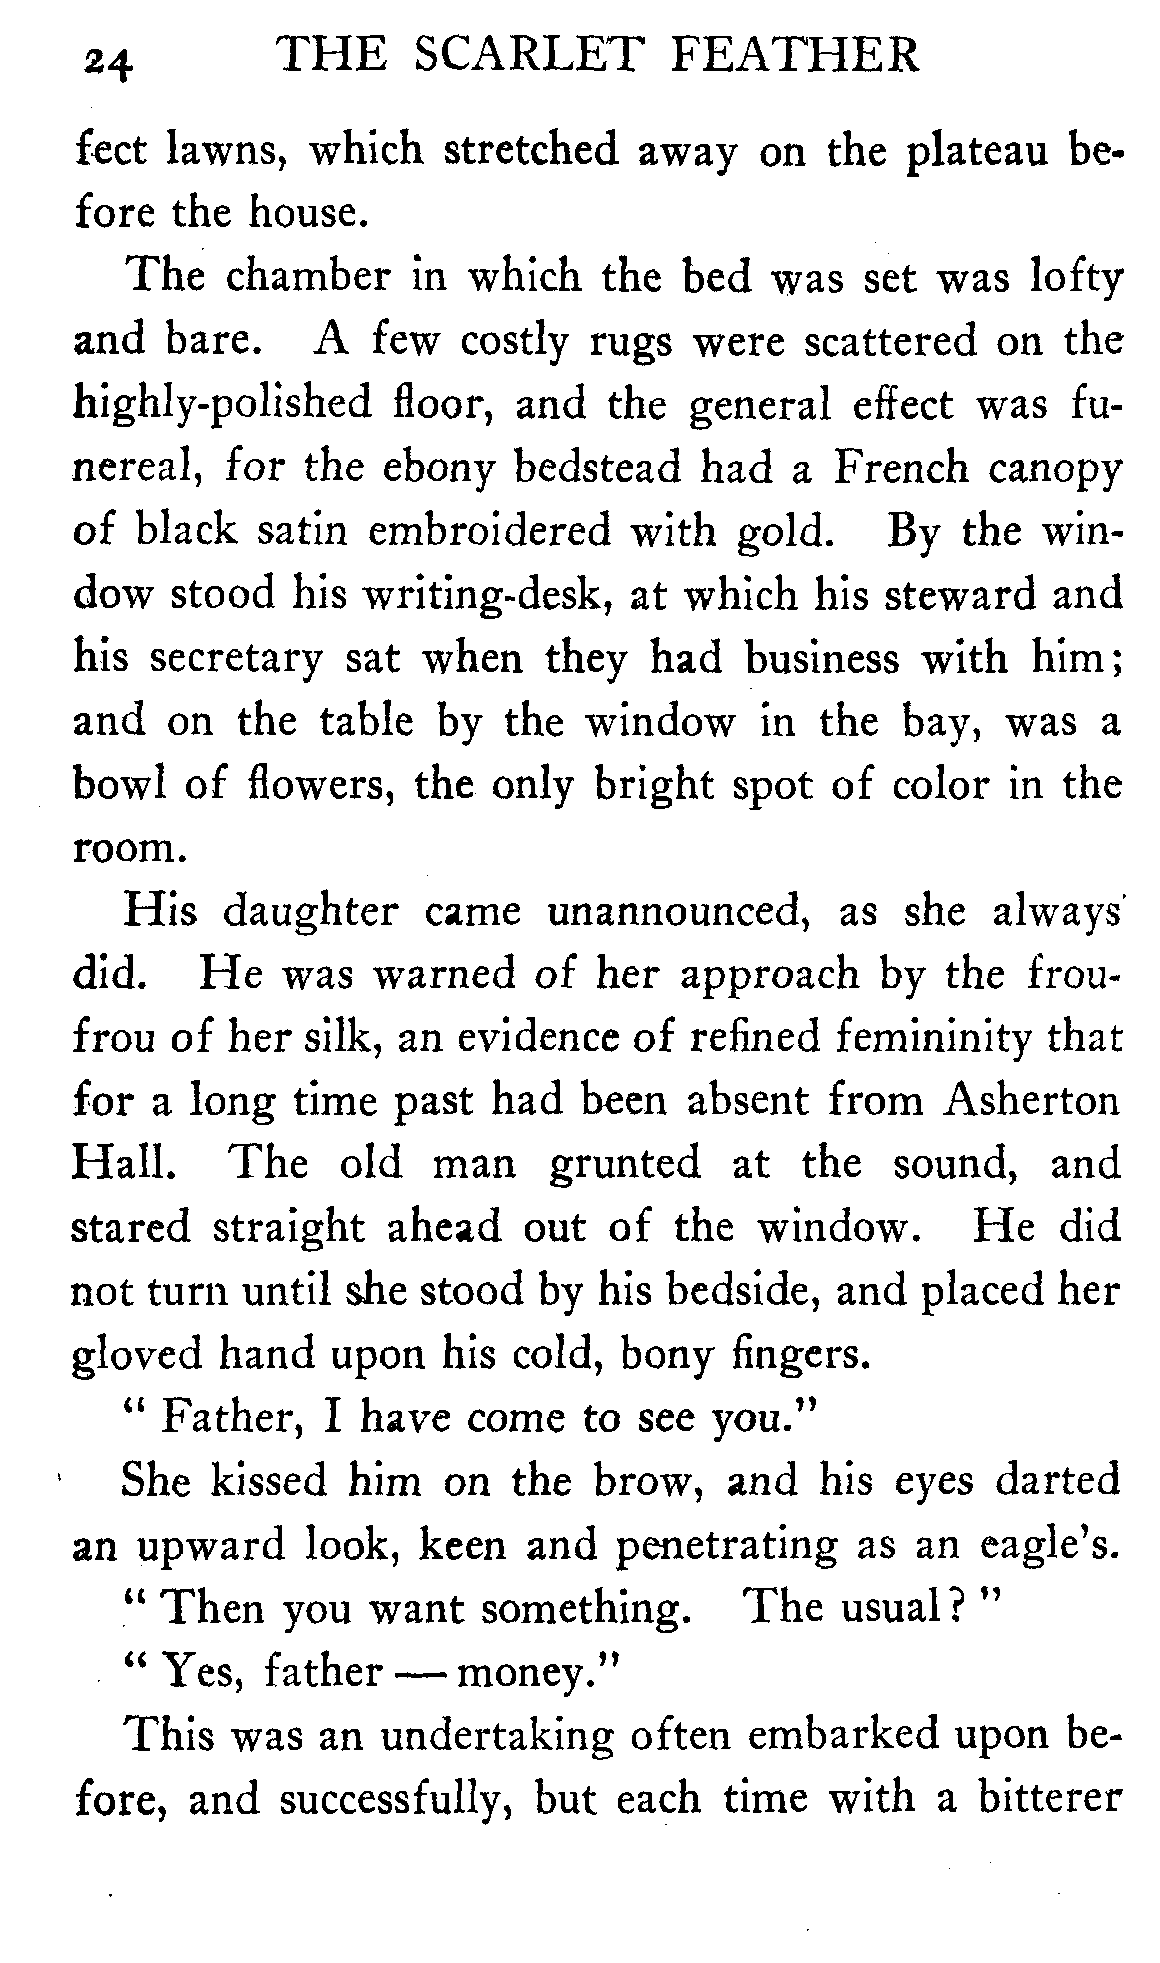 24 THE SCARLET FEATHER
fect lawns, which stretched away on the plateau be-
fore the house.
The chamber in which the bed was set was lofty
and bare. A few costly rugs were scattered on the
highly-polished floor, and the general effect was fu-
nereal, for the ebony bedstead had a French canopy
of black satin embroidered with gold. By the win-
dow stood his writing-desk, at which his steward and
his secretary sat when they had business with him;
and on the table by the window in the bay, was a
bowl of flowers, the only bright spot of color in the
room.
His daughter came unannounced, as she always
did. He was warned of her approach by the frou-
frou of her silk, an evidence of refined femininity that
for a long time past had been absent from Asherton
Hall. The old man grunted at the sound, and
stared straight ahead out of the window. He did
not turn until she stood by his bedside, and placed her
gloved hand upon his cold, bony fingers.
" Father, I have come to see you."
She kissed him on the brow, and his eyes darted
an upward look, keen and penetrating as an eagle's.
" Then you want something. The usual? "
" Yes, father — money."
This was an undertaking often embarked upon be-
fore, and successfully, but each time with a bitterer